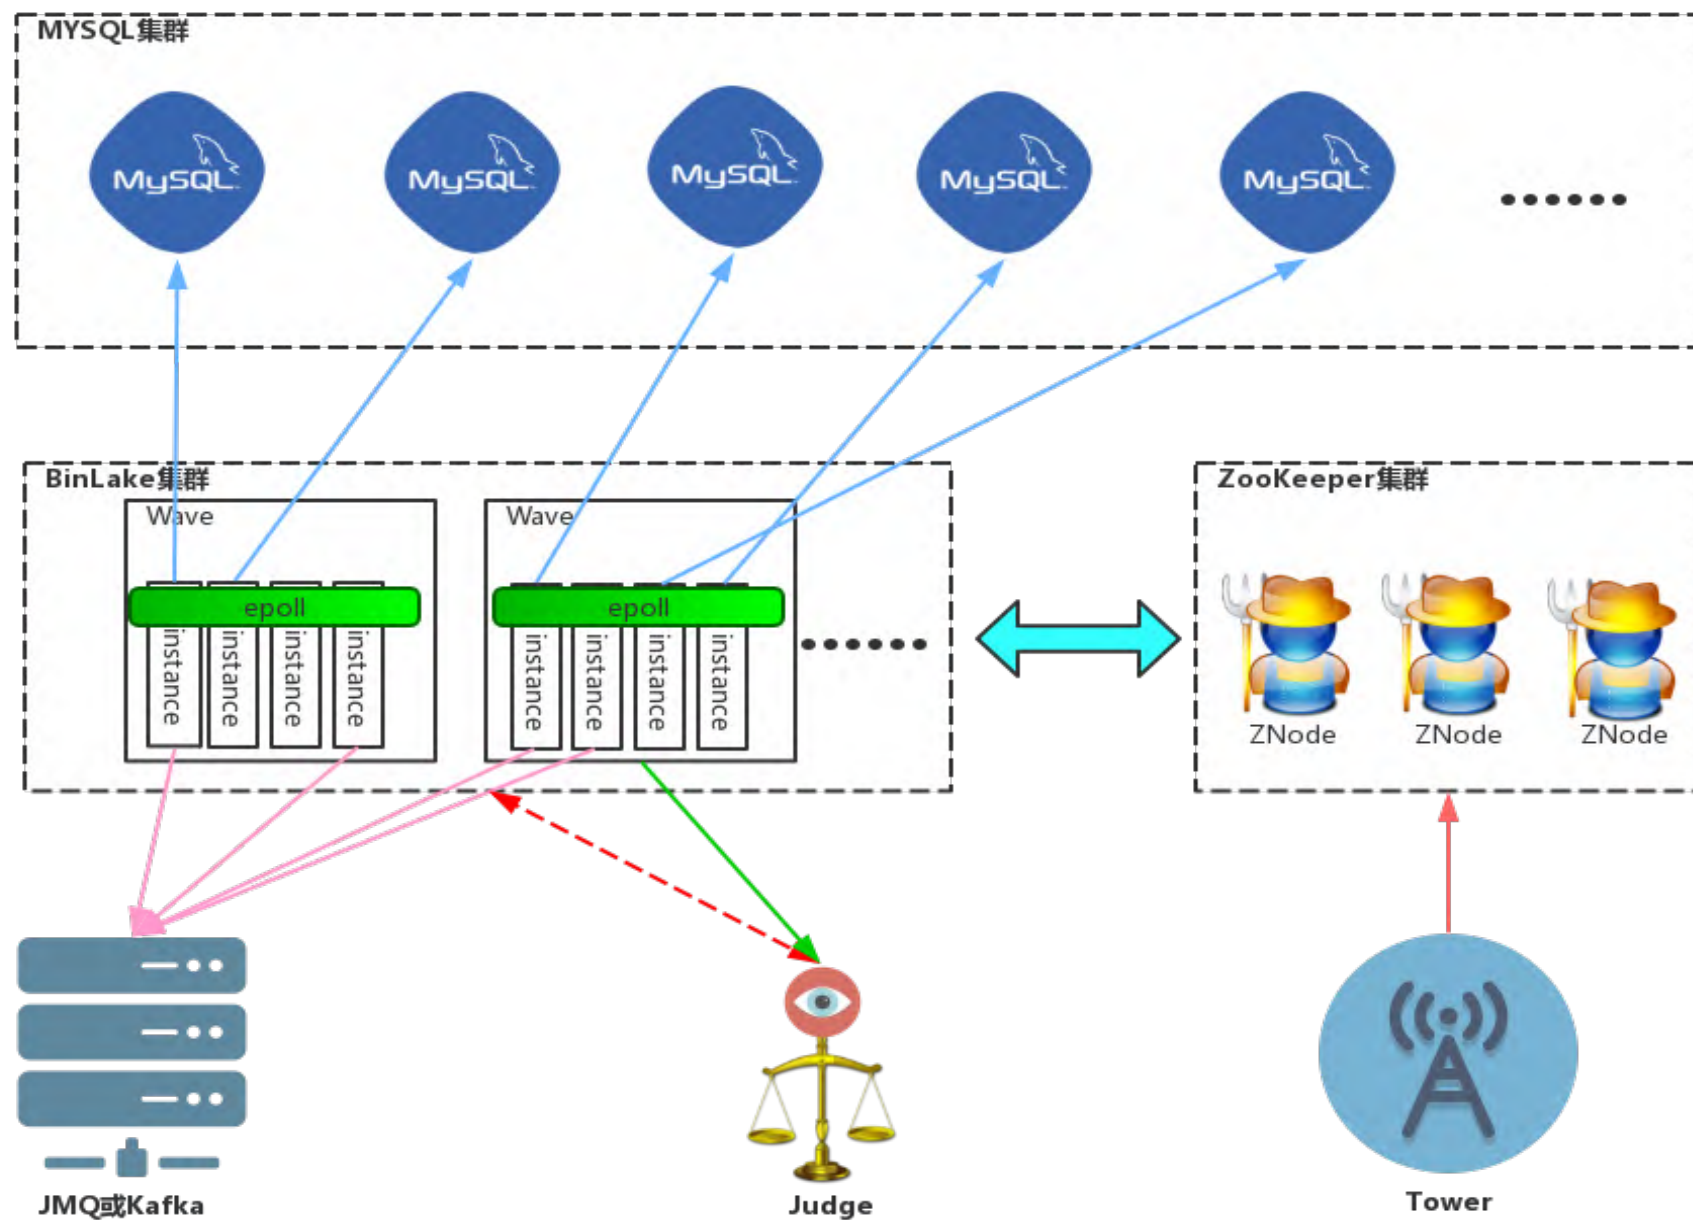 MYSQL集群
MySQL
MySQL
MySQL
MySQL
MySQL
BinLake集群
Wave
epoll
instance
instance
instance
instance
Wave
epoll
instance
instance
instance
instance
ZooKeeper集群
ZNode
ZNode
ZNode
JMQ或Kafka
Judge
Tower